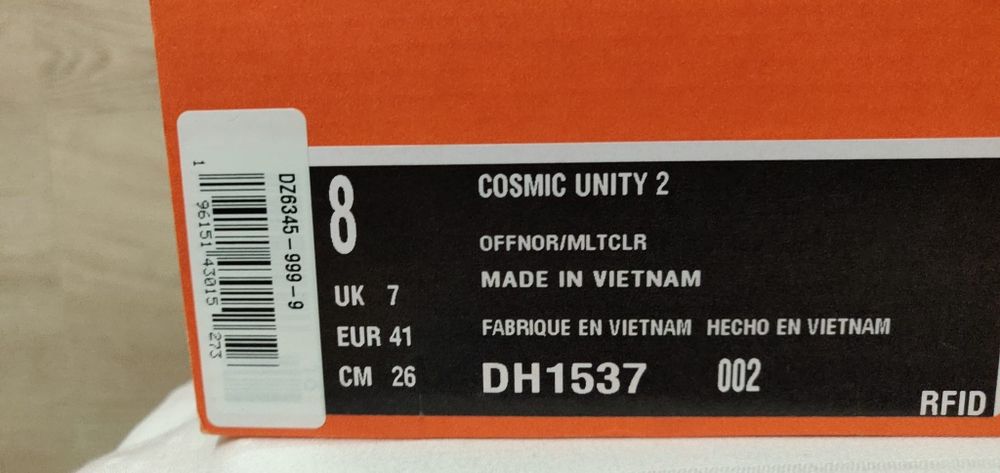 DZ6345-999-9
1 96151 43015 273
8
UK 7
EUR 41
CM 26
COSMIC UNITY 2
OFFNOR/MLTCLR
MADE IN VIETNAM
FABRIQUE EN VIETNAM HECHO EN VIETNAM
DH1537 002
RFID